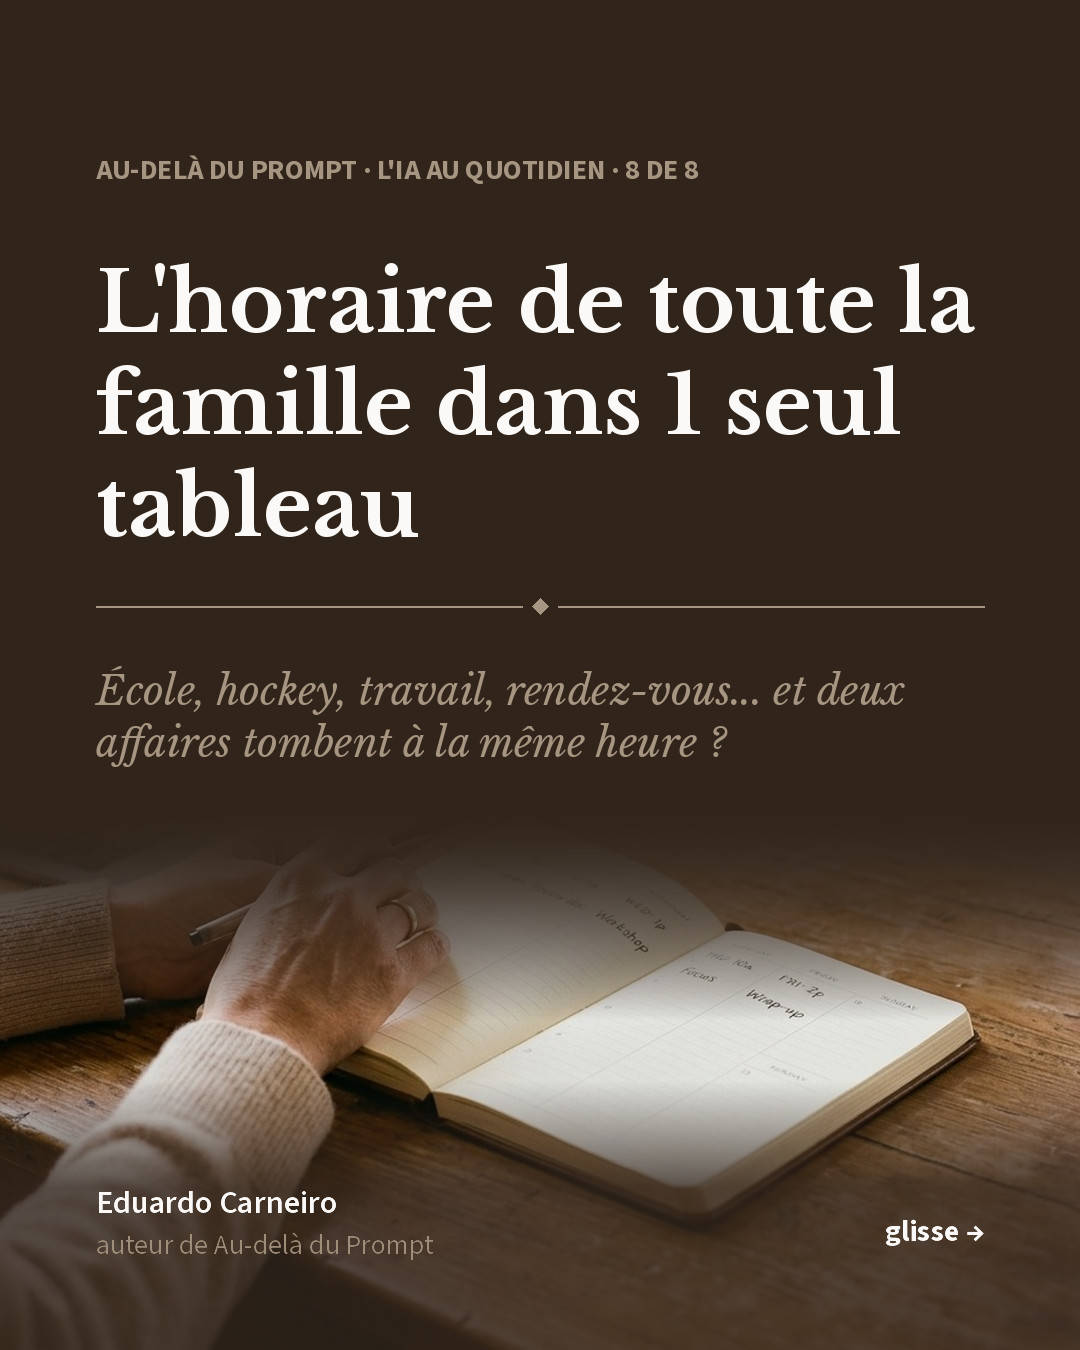 AU-DELÀ DU PROMPT · L'IA AU QUOTIDIEN · 8 DE 8
L'horaire de toute la
famille dans 1 seul
tableau
École, hockey, travail, rendez-vous... et deux
affaires tombent à la même heure ?
Workshop
Focus
FRI· 2p
Wrap-up
Eduardo Carneiro
auteur de Au-delà du Prompt
glisse →